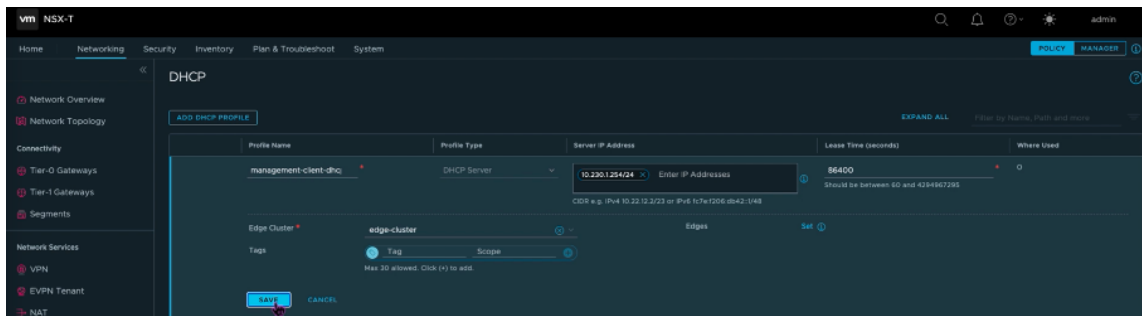 vm NSX-T admin
Home Networking Security Inventory Plan & Troubleshoot System POLICY MANAGER
DHCP
Network Overview
Network Topology
ADD DHCP PROFILE EXPAND ALL Filter by Name, Path and more
Connectivity
Profile Name Profile Type Server IP Address Lease Time (seconds) Where Used
Tier-0 Gateways
management-client-dhc DHCP Server 10.230.1.254/24 Enter IP Addresses 86400 0
Should be between 60 and 4294967295
Tier-1 Gateways
CIDR e.g. IPv4 10.22.12.2/23 or IPv6 fc7e:f206:db42::1/48
Segments
Edge Cluster * edge-cluster Edges Set
Network Services
Tags Tag Scope
Max 30 allowed. Click (+) to add.
VPN
EVPN Tenant
SAVE CANCEL
NAT